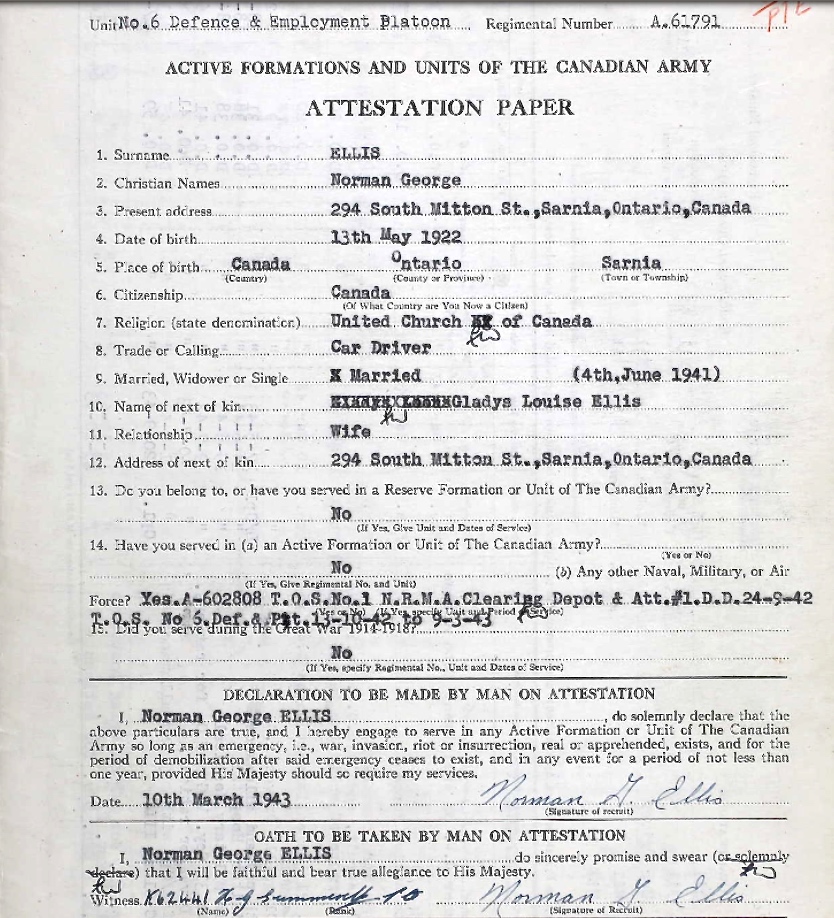 Unit No.6 Defence & Employment Platoon Regimental Number A.61791
ACTIVE FORMATIONS AND UNITS OF THE CANADIAN ARMY
ATTESTATION PAPER
1. Surname ELLIS
2. Christian Names Norman George
3. Present address 294 South Mitton St.,Sarnia,Ontario,Canada
4. Date of birth 13th May 1922
5. Place of birth Canada Ontario Sarnia
(Country) (County or Province) (Town or Township)
6. Citizenship Canada
(Of What Country are You Now a Citizen)
7. Religion (state denomination) United Church of Canada
8. Trade or Calling Car Driver
9. Married, Widower or Single X Married (4th,June 1941)
10. Name of next of kin Gladys Louise Ellis
11. Relationship Wife
12. Address of next of kin 294 South Mitton St.,Sarnia,Ontario,Canada
13. Do you belong to, or have you served in a Reserve Formation or Unit of The Canadian Army?
No
(If Yes, Give Unit and Dates of Service)
14. Have you served in (a) an Active Formation or Unit of The Canadian Army?
(Yes or No)
No (b) Any other Naval, Military, or Air
(If Yes, Give Regimental No. and Unit)
Force? Yes.A-602808 T.O.S.No.1 N.R.M.A.Clearing Depot & Att.#1.D.D.24-9-42
(Yes or No) (If Yes, specify Unit and Period of Service)
T.O.S. No 6.Def.& Pit.13-10-42 to 9-3-43
15. Did you serve during the Great War 1914-1918?
No
(If Yes, specify Regimental No., Unit and Dates of Service)
DECLARATION TO BE MADE BY MAN ON ATTESTATION
I, Norman George ELLIS, do solemnly declare that the
above particulars are true, and I hereby engage to serve in any Active Formation or Unit of The Canadian
Army so long as an emergency, i.e., war, invasion, riot or insurrection, real or apprehended, exists, and for the
period of demobilization after said emergency ceases to exist, and in any event for a period of not less than
one year, provided His Majesty should so require my services.
Date 10th March 1943 Norman G. Ellis
(Signature of recruit)
OATH TO BE TAKEN BY MAN ON ATTESTATION
I, Norman George ELLIS do sincerely promise and swear (or solemnly
declare) that I will be faithful and bear true allegiance to His Majesty.
Witness Norman G. Ellis
(Name) (Rank) (Signature of Recruit)